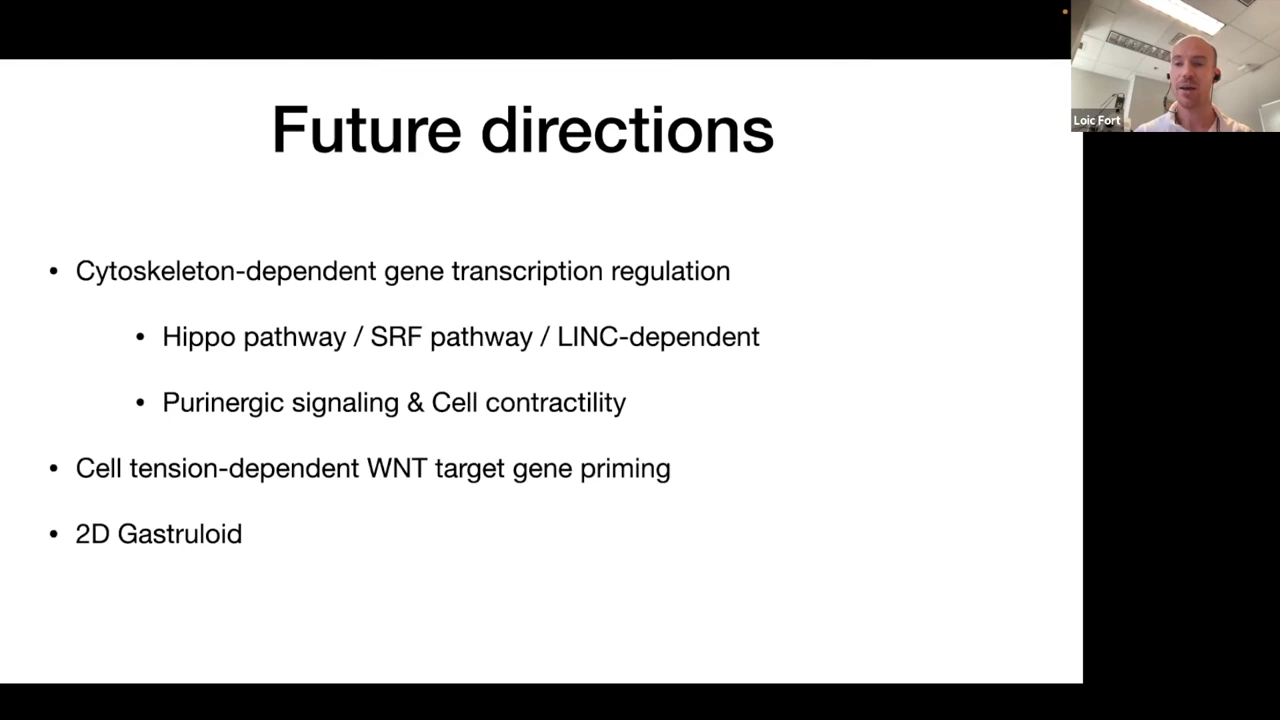 Future directions
• Cytoskeleton-dependent gene transcription regulation
• Hippo pathway / SRF pathway / LINC-dependent
• Purinergic signaling & Cell contractility
• Cell tension-dependent WNT target gene priming
• 2D Gastruloid
Loic Fort